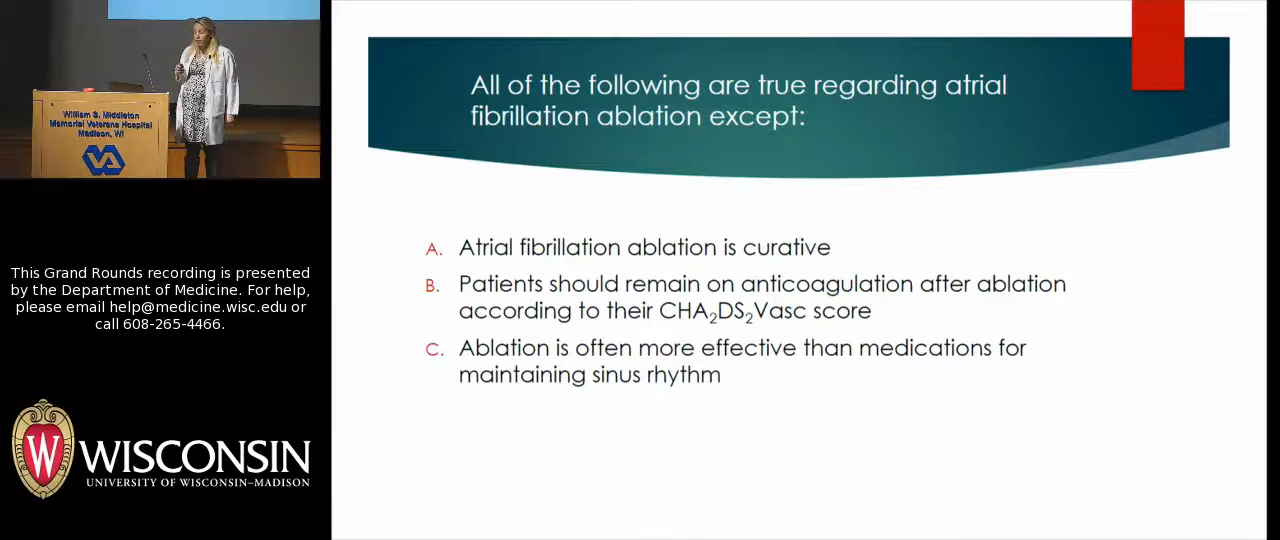 William S. Middleton
Memorial Veterans Hospital
Madison, WI
VA
This Grand Rounds recording is presented
by the Department of Medicine. For help,
please email help@medicine.wisc.edu or
call 608-265-4466.
W
WISCONSIN
UNIVERSITY OF WISCONSIN–MADISON
All of the following are true regarding atrial
fibrillation ablation except:
A. Atrial fibrillation ablation is curative
B. Patients should remain on anticoagulation after ablation
according to their CHA₂DS₂Vasc score
C. Ablation is often more effective than medications for
maintaining sinus rhythm